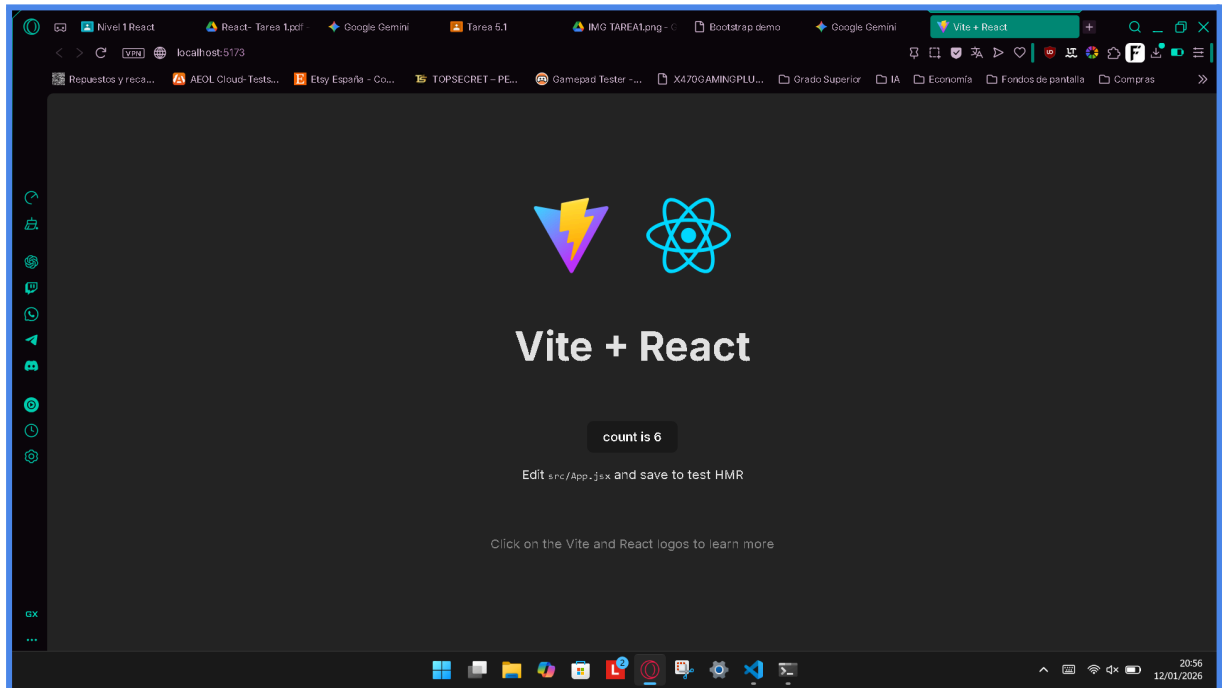 Nivel 1 React
React- Tarea 1.pdf -
Google Gemini
Tarea 5.1
IMG TAREA1.png - G
Bootstrap demo
Google Gemini
Vite + React
VPN
localhost:5173
Repuestos y reca...
AEOL Cloud-Tests...
Etsy España - Co...
TOPSECRET – PE...
Gamepad Tester -...
X470GAMINGPLU...
Grado Superior
IA
Economía
Fondos de pantalla
Compras
Vite + React
count is 6
Edit src/App.jsx and save to test HMR
Click on the Vite and React logos to learn more
GX
2
20:56
12/01/2026